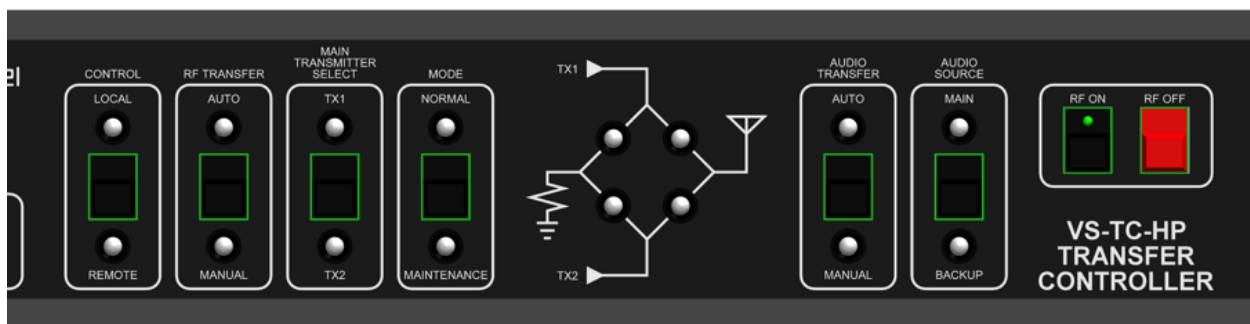 CONTROL
LOCAL
REMOTE
RF TRANSFER
AUTO
MANUAL
MAIN
TRANSMITTER
SELECT
TX1
TX2
MODE
NORMAL
MAINTENANCE
TX1
TX2
AUDIO
TRANSFER
AUTO
MANUAL
AUDIO
SOURCE
MAIN
BACKUP
RF ON
RF OFF
VS-TC-HP
TRANSFER
CONTROLLER